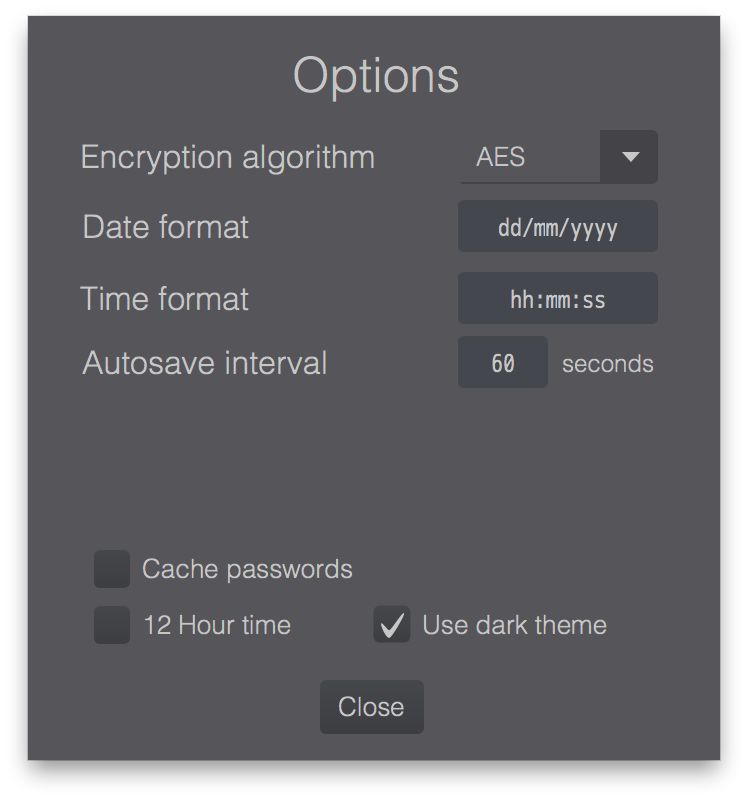 Options
Encryption algorithm AES
Date format dd/mm/yyyy
Time format hh:mm:ss
Autosave interval 60 seconds
Cache passwords
12 Hour time Use dark theme
Close